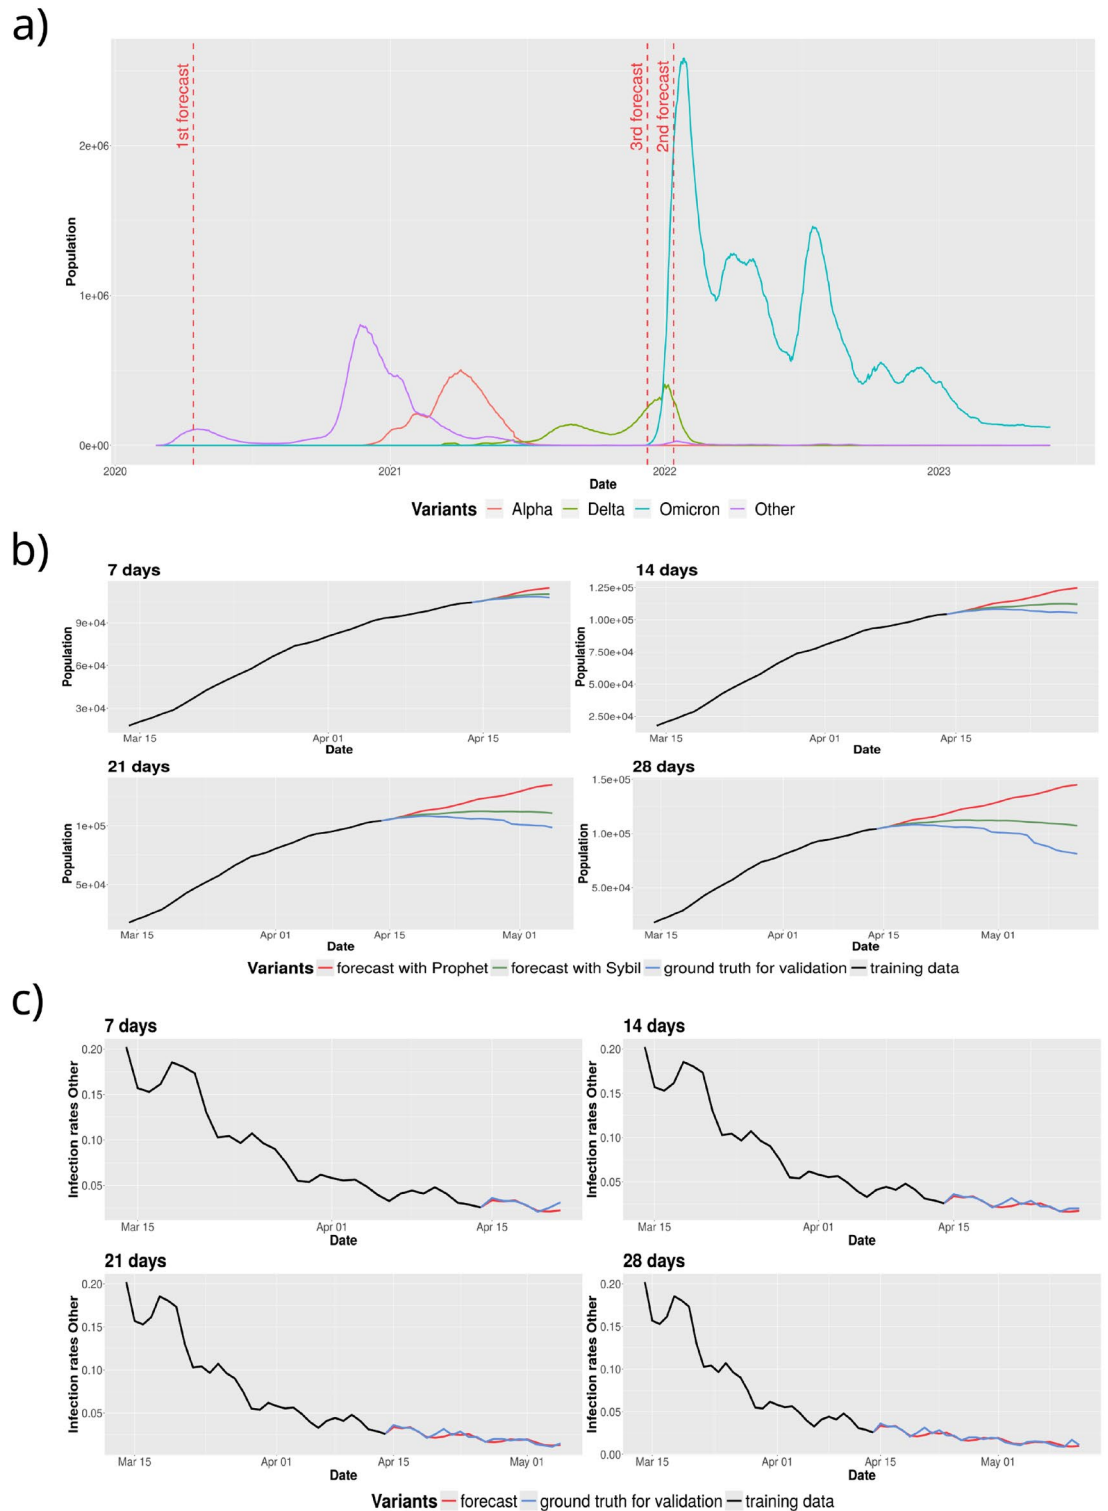 a)
1st forecast
3rd forecast
2nd forecast
Population
2e+06
1e+06
0e+00
2020 2021 2022 2023
Date
Variants Alpha Delta Omicron Other
b)
7 days
Population
9e+04
6e+04
3e+04
Mar 15 Apr 01 Apr 15
Date
14 days
Population
1.25e+05
1.00e+05
7.50e+04
5.00e+04
2.50e+04
Mar 15 Apr 01 Apr 15
Date
21 days
Population
1e+05
5e+04
Mar 15 Apr 01 Apr 15 May 01
Date
28 days
Population
1.5e+05
1.0e+05
5.0e+04
Mar 15 Apr 01 Apr 15 May 01
Date
Variants forecast with Prophet forecast with Sybil ground truth for validation training data
c)
7 days
Infection rates Other
0.20
0.15
0.10
0.05
Mar 15 Apr 01 Apr 15
Date
14 days
Infection rates Other
0.20
0.15
0.10
0.05
Mar 15 Apr 01 Apr 15
Date
21 days
Infection rates Other
0.20
0.15
0.10
0.05
Mar 15 Apr 01 Apr 15 May 01
Date
28 days
Infection rates Other
0.20
0.15
0.10
0.05
0.00
Mar 15 Apr 01 Apr 15 May 01
Date
Variants forecast ground truth for validation training data